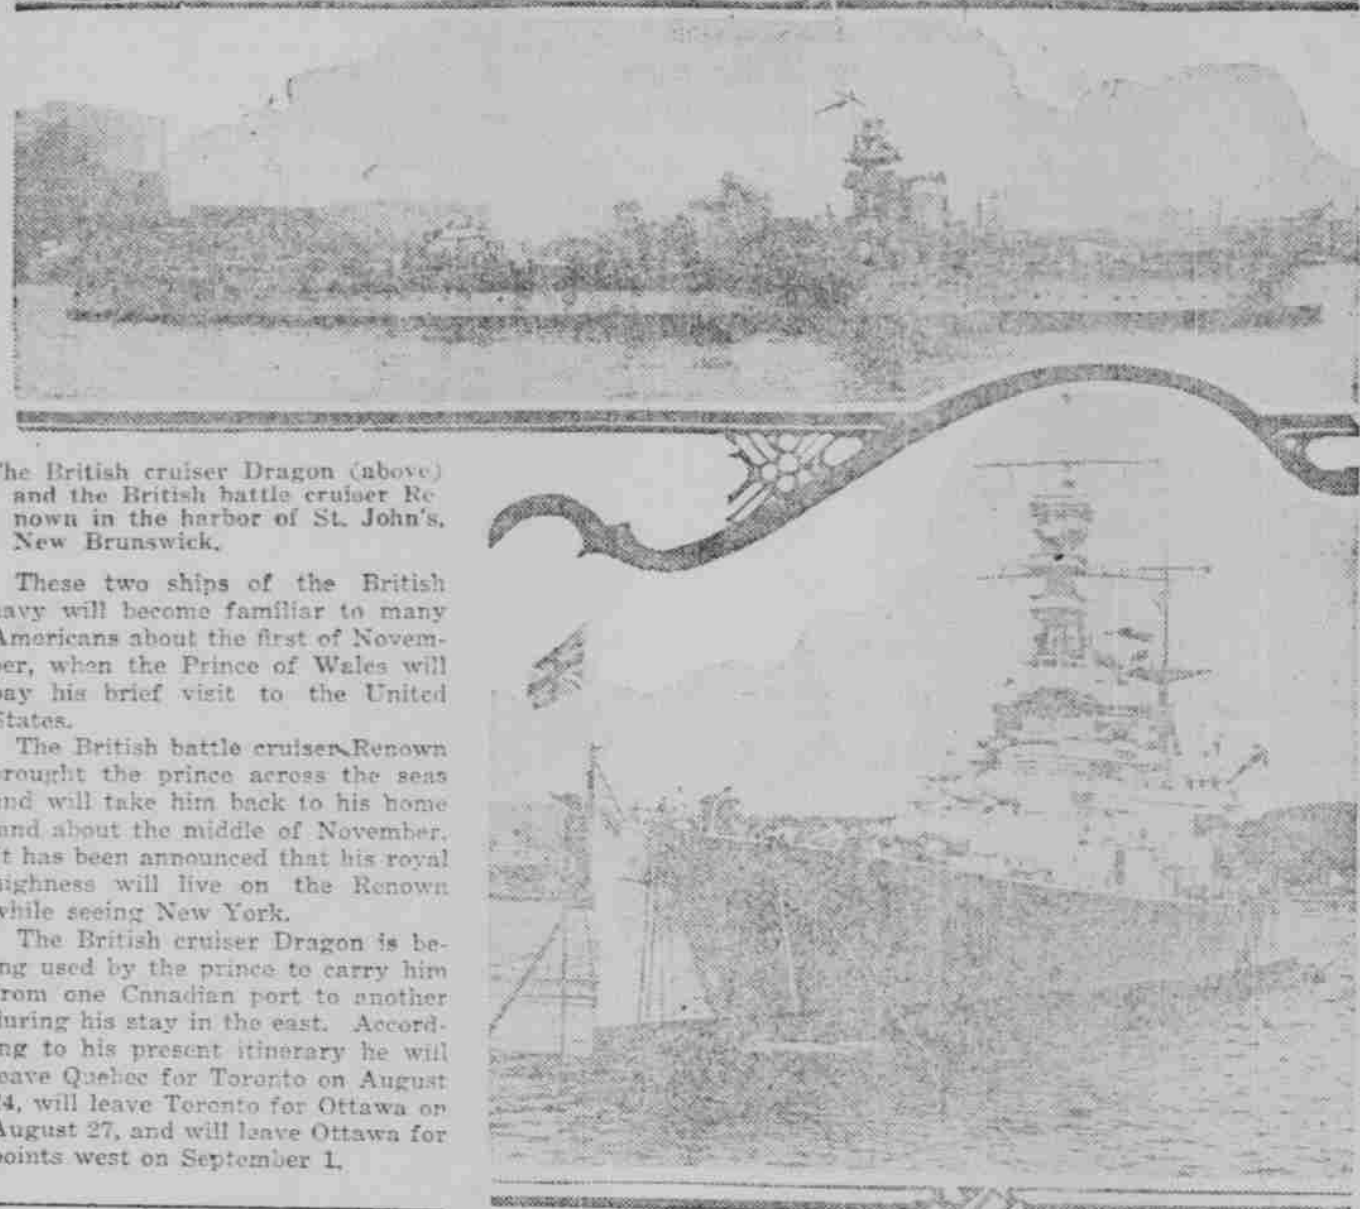 he British cruiser Dragon (above)
and the British battle cruiser Re
nown in the harbor of St. John's,
New Brunswick.
These two ships of the British
avy will become familiar to many
Americans about the first of Novem-
er, when the Prince of Wales will
pay his brief visit to the United
States.
The British battle cruiser Renown
rought the prince across the seas
and will take him back to his home
and about the middle of November.
t has been announced that his royal
highness will live on the Renown
while seeing New York.
The British cruiser Dragon is be-
ng used by the prince to carry him
from one Canadian port to another
during his stay in the east. Accord-
ng to his present itinerary he will
eave Quebec for Toronto on August
24, will leave Toronto for Ottawa on
August 27, and will leave Ottawa for
points west on September 1.